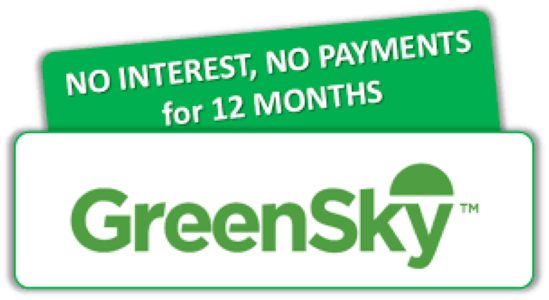 NO INTEREST, NO PAYMENTS
for 12 MONTHS
GreenSky™